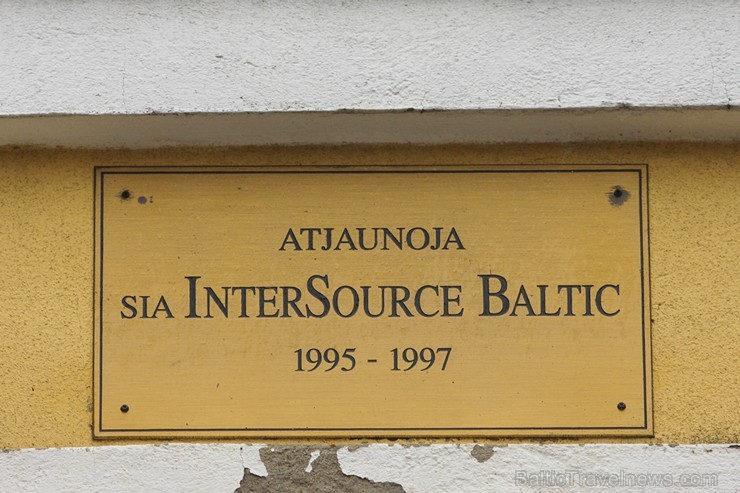 ATJAUNOJA
SIA INTERSOURCE BALTIC
1995 - 1997
BalticTravelnews.com